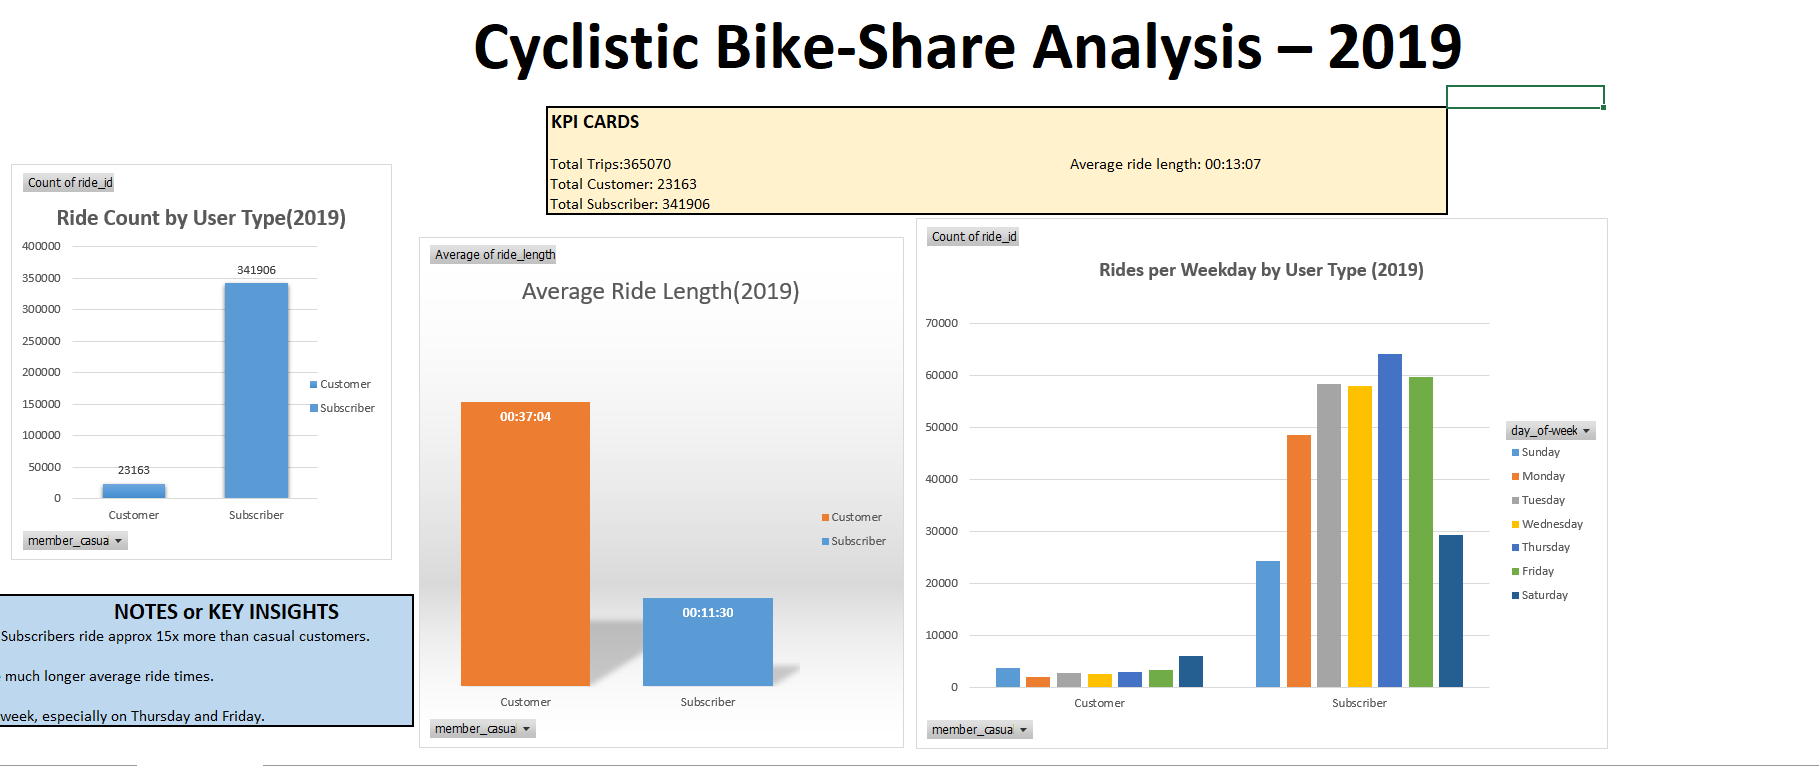 Cyclistic Bike-Share Analysis – 2019
KPI CARDS
Total Trips:365070
Average ride length: 00:13:07
Total Customer: 23163
Total Subscriber: 341906
Count of ride_id
Ride Count by User Type(2019)
400000
350000
300000
250000
200000
150000
100000
50000
0
341906
23163
Customer
Subscriber
Customer
Subscriber
member_casua
NOTES or KEY INSIGHTS
Subscribers ride approx 15x more than casual customers.
much longer average ride times.
week, especially on Thursday and Friday.
Average of ride_length
Average Ride Length(2019)
00:37:04
00:11:30
Customer
Subscriber
Customer
Subscriber
member_casua
Count of ride_id
Rides per Weekday by User Type (2019)
70000
60000
50000
40000
30000
20000
10000
0
Customer
Subscriber
day_of-week
Sunday
Monday
Tuesday
Wednesday
Thursday
Friday
Saturday
member_casua